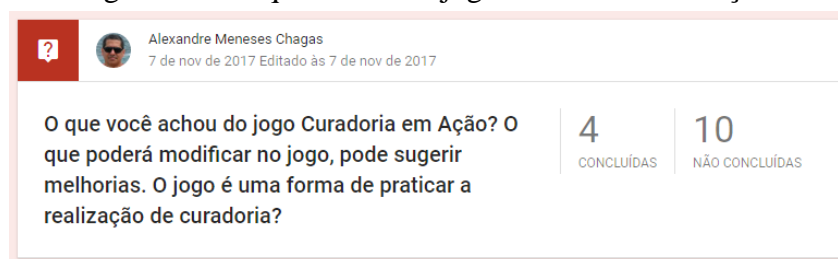 Alexandre Meneses Chagas
7 de nov de 2017 Editado às 7 de nov de 2017
O que você achou do jogo Curadoria em Ação? O
que poderá modificar no jogo, pode sugerir
melhorias. O jogo é uma forma de praticar a
realização de curadoria?
4
CONCLUÍDAS
10
NÃO CONCLUÍDAS